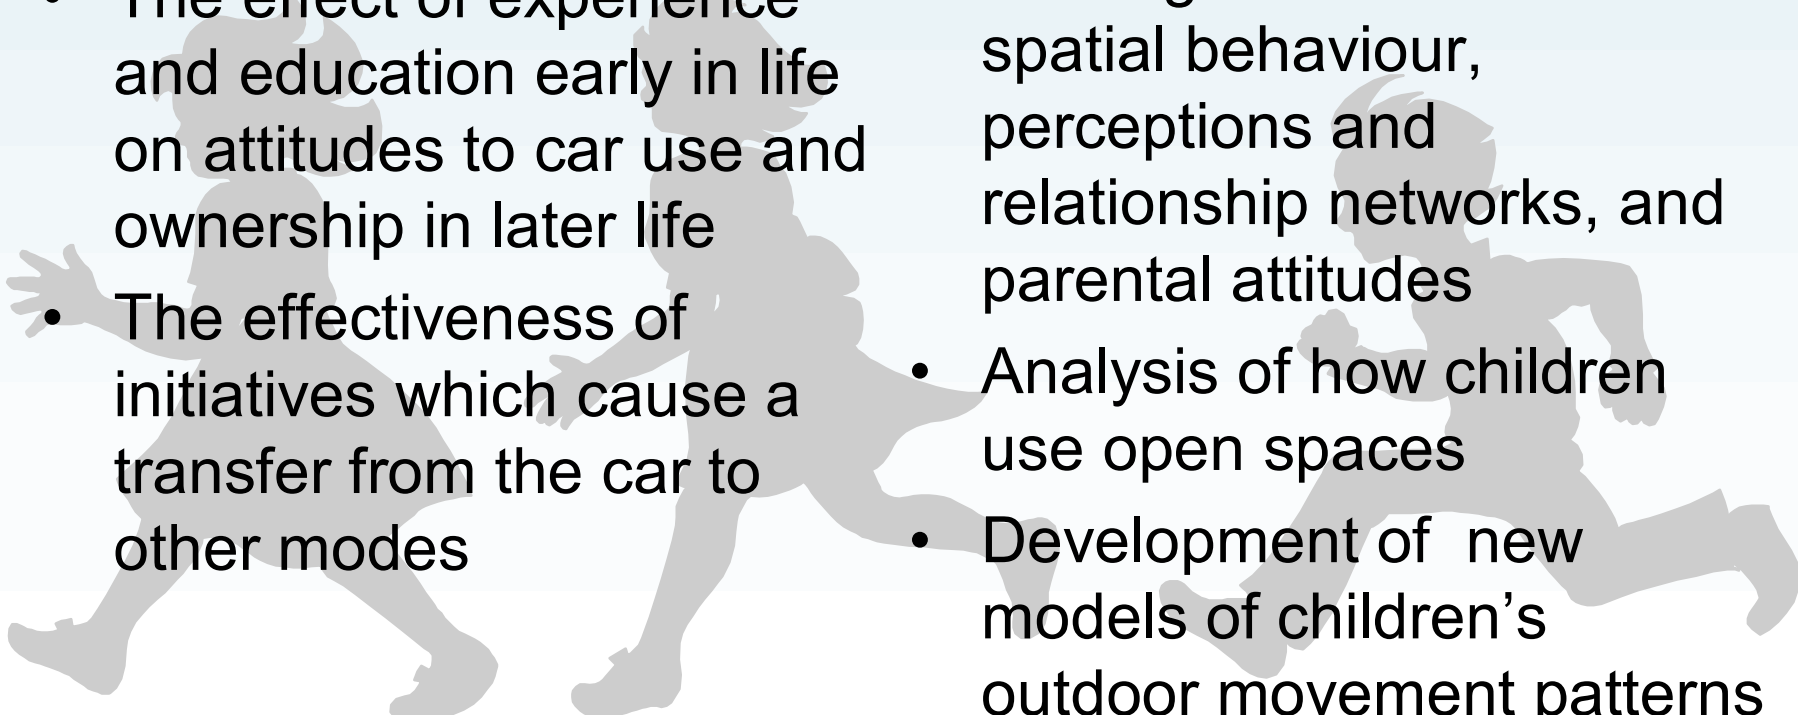 • The effect of experience
and education early in life
on attitudes to car use and
ownership in later life
• The effectiveness of
initiatives which cause a
transfer from the car to
other modes
spatial behaviour,
perceptions and
relationship networks, and
parental attitudes
• Analysis of how children
use open spaces
• Development of  new
models of children’s
outdoor movement patterns